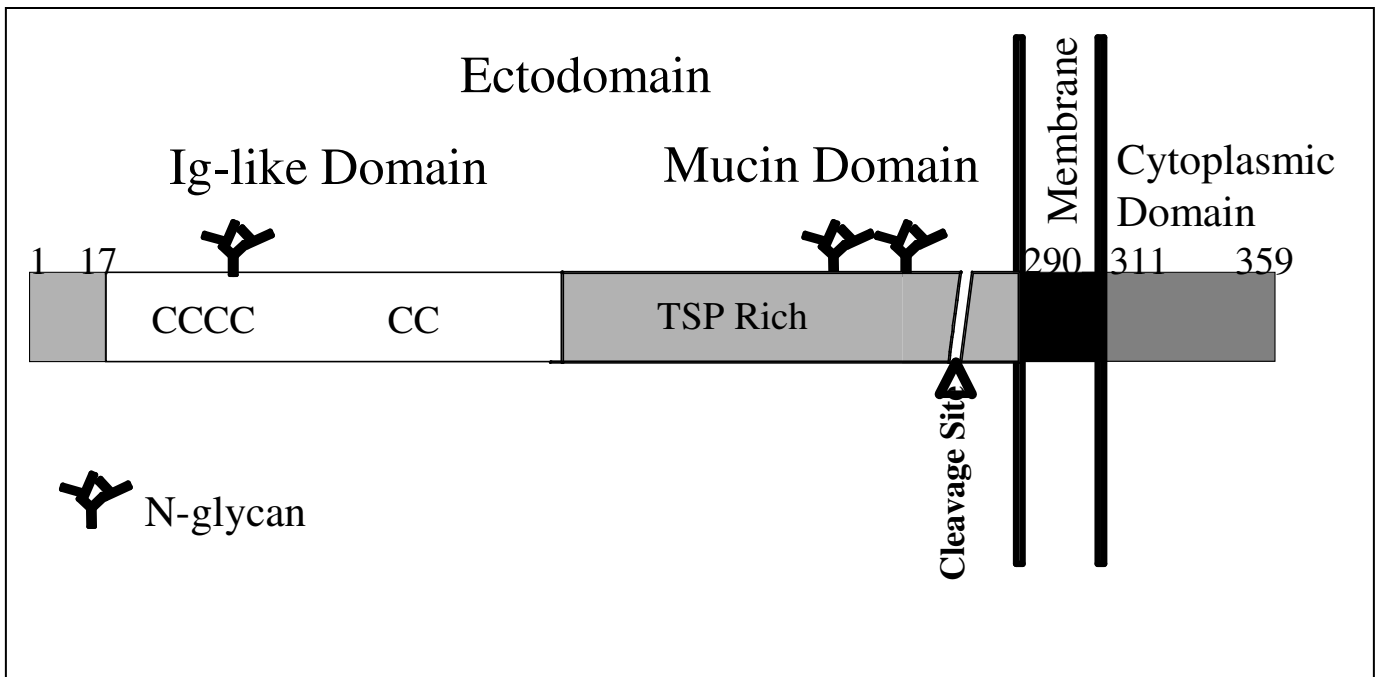 Ectodomain
Membrane
Ig-like Domain
Mucin Domain
Cytoplasmic
Domain
1 17 290 311 359
CCCC CC TSP Rich
Cleavage Site
N-glycan